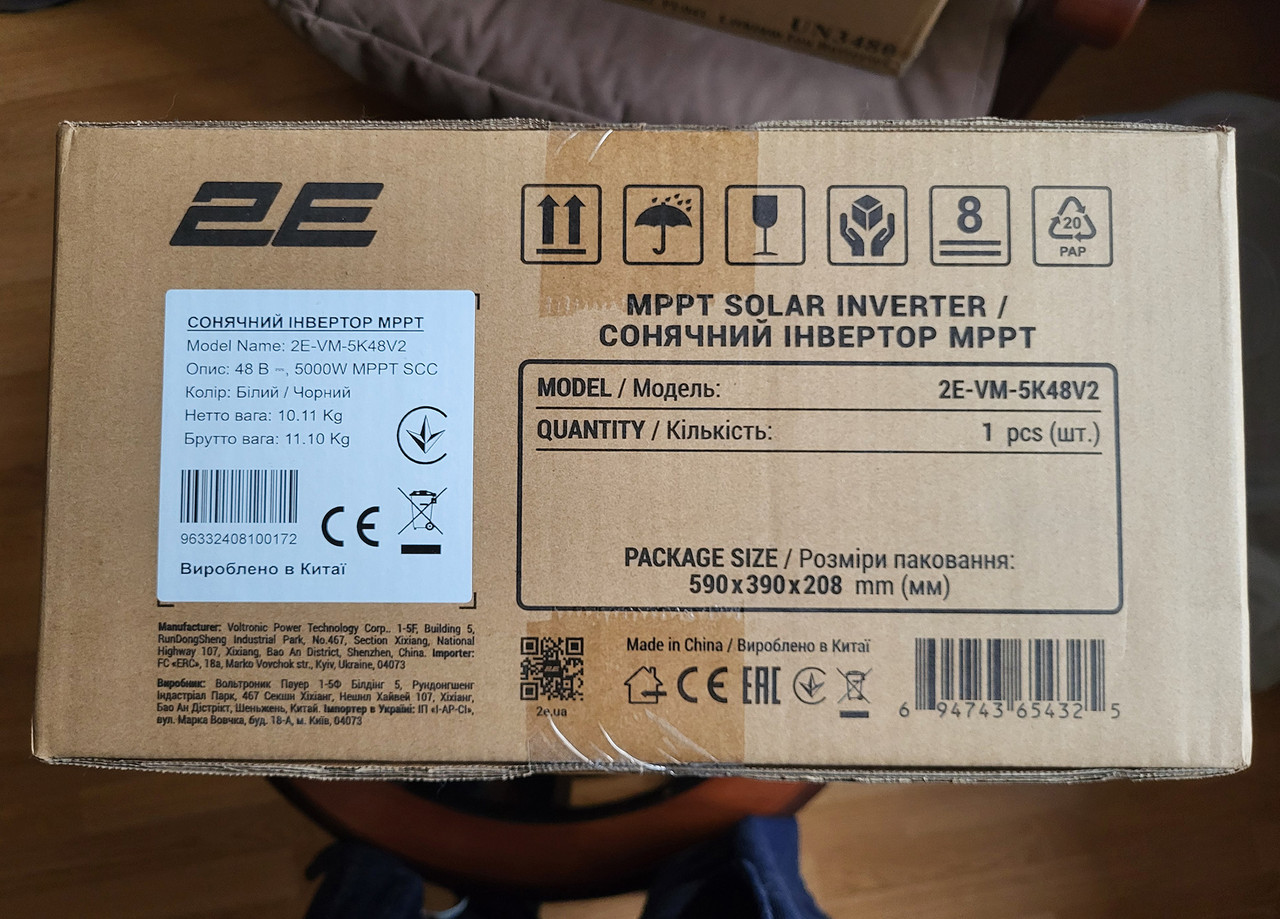 UN3480
2E
8
20
PAP
MPPT SOLAR INVERTER /
СОНЯЧНИЙ ІНВЕРТОР MPPT
СОНЯЧНИЙ ІНВЕРТОР MPPT
Model Name: 2E-VM-5K48V2
Опис: 48 В ⎓, 5000W MPPT SCC
Колір: Білий / Чорний
Нетто вага: 10.11 Kg
Брутто вага: 11.10 Kg
96332408100172
CE
Вироблено в Китаї
MODEL / Модель: 2E-VM-5K48V2
QUANTITY / Кількість: 1 pcs (шт.)
PACKAGE SIZE / Розміри паковання:
590x390x208 mm (мм)
Manufacturer: Voltronic Power Technology Corp.. 1-5F, Building 5,
RunDongSheng Industrial Park, No.467, Section Xixiang, National
Highway 107, Xixiang, Bao An District, Shenzhen, China. Importer:
FC «ERC», 18a, Marko Vovchok str., Kyiv, Ukraine, 04073
Виробник: Вольтроник Пауер 1-5Ф Білдінг 5, Рундонгшенг
Індастріал Парк, 467 Секшн Хіхіанг, Нешнл Хайвей 107, Хіхіанг,
Бао Ан Дістрікт, Шеньжень, Китай. Імпортер в Україні: ІП «І-АР-СІ»,
вул. Марка Вовчка, буд. 18-А, м. Київ, 04073
2E
2e.ua
Made in China / Вироблено в Китаї
CE EAC
6 94743 65432 5